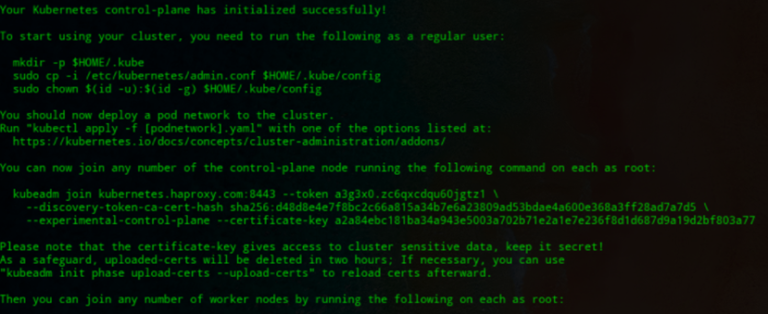 Your Kubernetes control-plane has initialized successfully!
To start using your cluster, you need to run the following as a regular user:
mkdir -p $HOME/.kube
sudo cp -i /etc/kubernetes/admin.conf $HOME/.kube/config
sudo chown $(id -u):$(id -g) $HOME/.kube/config
You should now deploy a pod network to the cluster.
Run "kubectl apply -f [podnetwork].yaml" with one of the options listed at:
https://kubernetes.io/docs/concepts/cluster-administration/addons/
You can now join any number of the control-plane node running the following command on each as root:
kubeadm join kubernetes.haproxy.com:8443 --token a3g3x0.zc6qxcdqu60jgtz1 \
--discovery-token-ca-cert-hash sha256:d48d8e4e7f8bc2c66a815a34b7e6a23809ad53bdae4a600e368a3ff28ad7a7d5 \
--experimental-control-plane --certificate-key a2a84ebc181ba34a943e5003a702b71e2a1e7e236f8d1d687d9a19d2bf803a77
Please note that the certificate-key gives access to cluster sensitive data, keep it secret!
As a safeguard, uploaded-certs will be deleted in two hours; If necessary, you can use
"kubeadm init phase upload-certs --upload-certs" to reload certs afterward.
Then you can join any number of worker nodes by running the following on each as root: